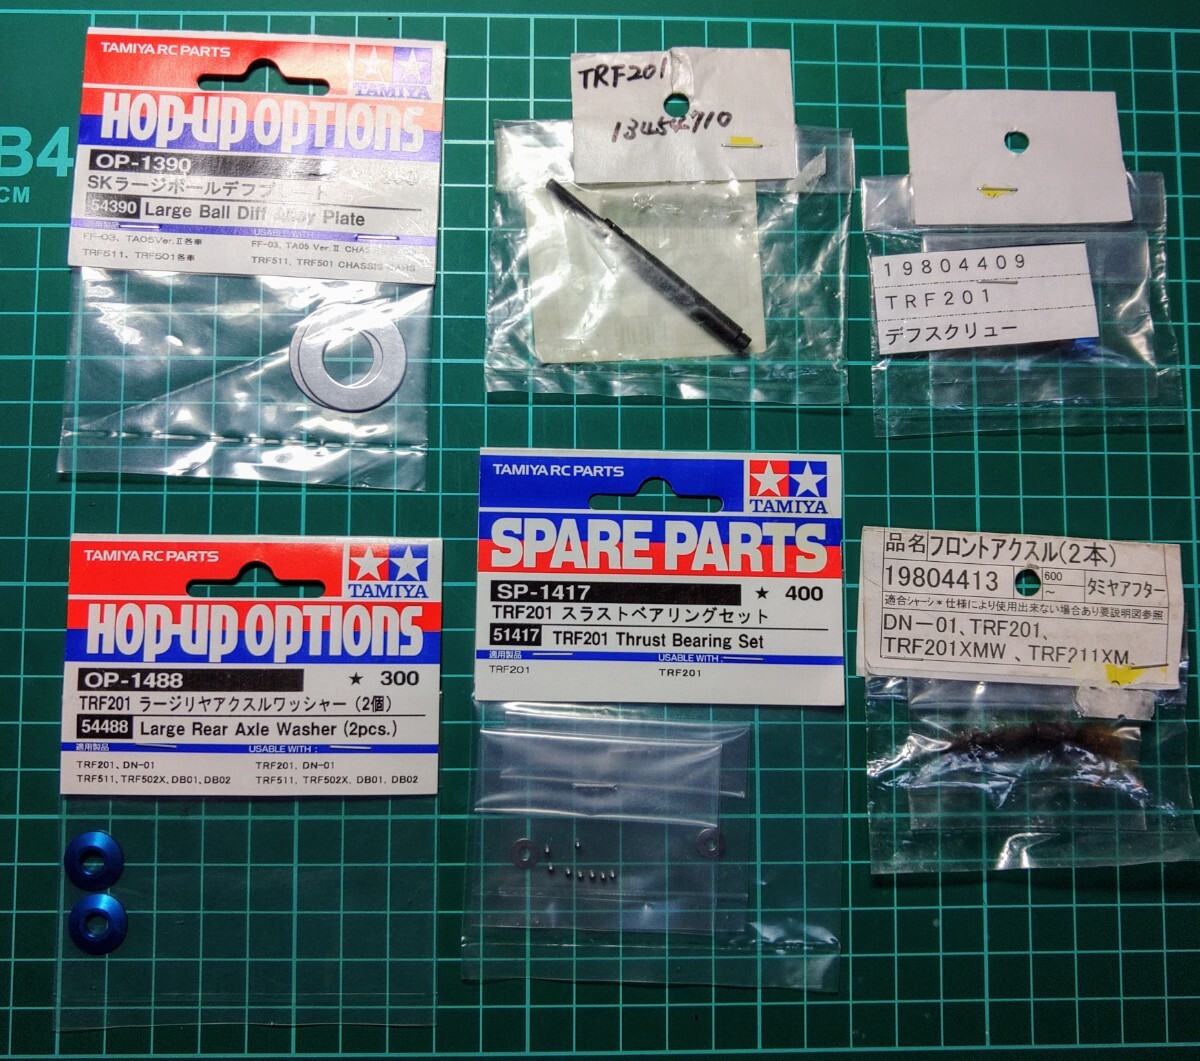 B4
CM
TAMIYA RC PARTS
TAMIYA
HOP-UP OPTIONS
OP-1390
SKラージボールデフプレート
54390 Large Ball Diff Alloy Plate
適用製品 USABLE WITH :
FF-03、TA05 Ver.Ⅱ各車 FF-03, TA05 Ver.Ⅱ CHASSIS CARS
TRF511、TRF501各車 TRF511, TRF501 CHASSIS CARS
TRF201
13454710
19804409
TRF201
デフスクリュー
TAMIYA RC PARTS
TAMIYA
SPARE PARTS
SP-1417 ★ 400
TRF201 スラストベアリングセット
51417 TRF201 Thrust Bearing Set
適用製品 USABLE WITH :
TRF201 TRF201
TAMIYA RC PARTS
TAMIYA
HOP-UP OPTIONS
OP-1488 ★ 300
TRF201 ラージリヤアクスルワッシャー (2個)
54488 Large Rear Axle Washer (2pcs.)
適用製品 USABLE WITH :
TRF201、DN-01 TRF201, DN-01
TRF511、TRF502X、DB01、DB02 TRF511, TRF502X, DB01, DB02
品名 フロントアクスル(2本)
19804413 600 ~ タミヤアフター
適合シャーシ*仕様により使用出来ない場合あり要説明図参照
DN-01、TRF201、
TRF201XMW、TRF211XM、